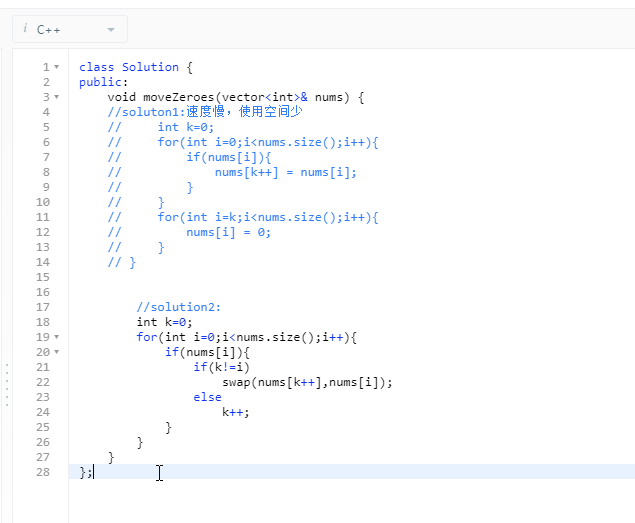 i C++
1 class Solution {
2 public:
3     void moveZeroes(vector<int>& nums) {
4     //soluton1:速度慢，使用空间少
5     //     int k=0;
6     //     for(int i=0;i<nums.size();i++){
7     //         if(nums[i]){
8     //             nums[k++] = nums[i];
9     //         }
10     //     }
11     //     for(int i=k;i<nums.size();i++){
12     //         nums[i] = 0;
13     //     }
14     // }
15
16
17         //solution2:
18         int k=0;
19         for(int i=0;i<nums.size();i++){
20             if(nums[i]){
21                 if(k!=i)
22                     swap(nums[k++],nums[i]);
23                 else
24                     k++;
25             }
26         }
27     }
28 };